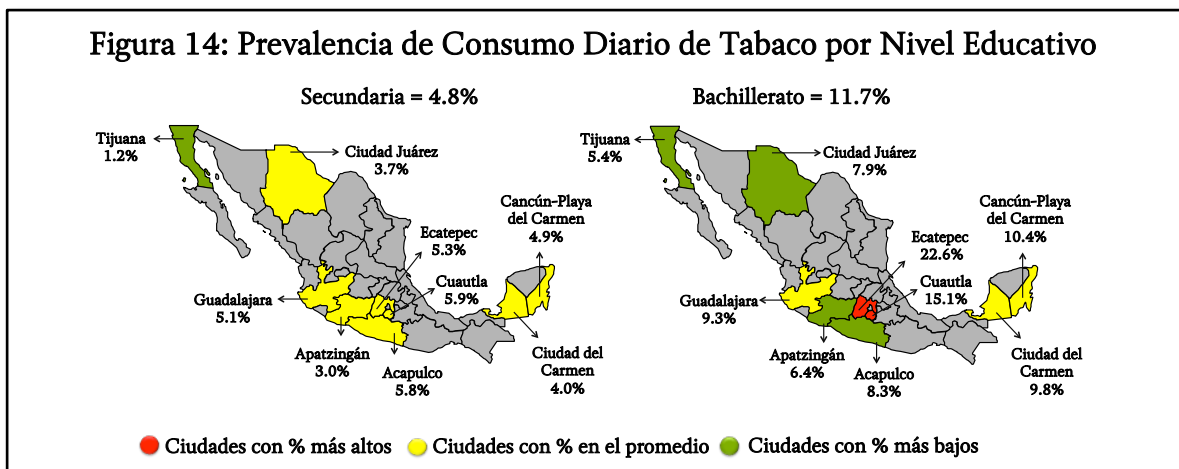 Figura 14: Prevalencia de Consumo Diario de Tabaco por Nivel Educativo
Secundaria = 4.8%
Tijuana
1.2%
Ciudad Juárez
3.7%
Cancún-Playa
del Carmen
4.9%
Ecatepec
5.3%
Cuautla
5.9%
Guadalajara
5.1%
Apatzingán
3.0%
Acapulco
5.8%
Ciudad del
Carmen
4.0%
Bachillerato = 11.7%
Tijuana
5.4%
Ciudad Juárez
7.9%
Cancún-Playa
del Carmen
10.4%
Ecatepec
22.6%
Cuautla
15.1%
Guadalajara
9.3%
Apatzingán
6.4%
Acapulco
8.3%
Ciudad del
Carmen
9.8%
Ciudades con % más altos
Ciudades con % en el promedio
Ciudades con % más bajos